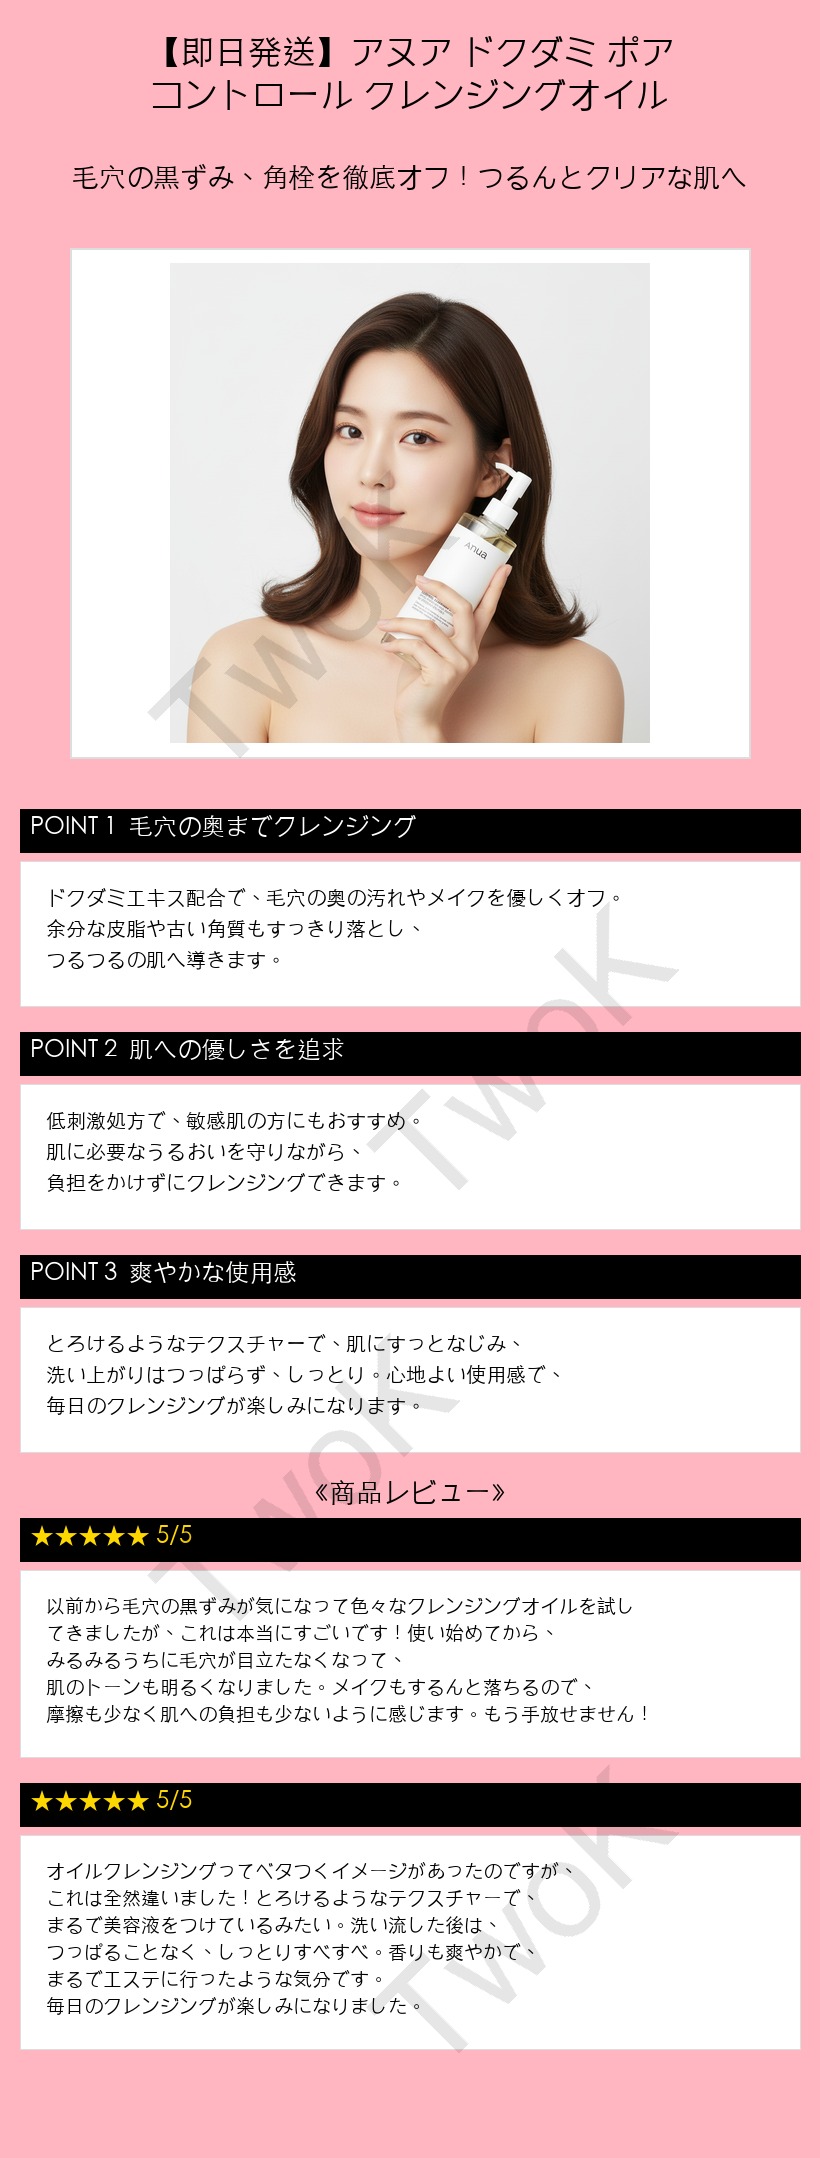 【即日発送】アヌア ドクダミ ポア
コントロール クレンジングオイル
毛穴の黒ずみ、角栓を徹底オフ！つるんとクリアな肌へ
Anua
TwoK
POINT 1 毛穴の奥までクレンジング
ドクダミエキス配合で、毛穴の奥の汚れやメイクを優しくオフ。
余分な皮脂や古い角質もすっきり落とし、
つるつるの肌へ導きます。
TwoK
POINT 2 肌への優しさを追求
低刺激処方で、敏感肌の方にもおすすめ。
肌に必要なうるおいを守りながら、
負担をかけずにクレンジングできます。
POINT 3 爽やかな使用感
とろけるようなテクスチャーで、肌にすっとなじみ、
洗い上がりはつっぱらず、しっとり。心地よい使用感で、
毎日のクレンジングが楽しみになります。
TwoK
《商品レビュー》
★★★★★ 5/5
以前から毛穴の黒ずみが気になって色々なクレンジングオイルを試し
てきましたが、これは本当にすごいです！使い始めてから、
みるみるうちに毛穴が目立たなくなって、
肌のトーンも明るくなりました。メイクもするんと落ちるので、
摩擦も少なく肌への負担も少ないように感じます。もう手放せません！
★★★★★ 5/5
オイルクレンジングってベタつくイメージがあったのですが、
これは全然違いました！とろけるようなテクスチャーで、
まるで美容液をつけているみたい。洗い流した後は、
つっぱることなく、しっとりすべすべ。香りも爽やかで、
まるでエステに行ったような気分です。
毎日のクレンジングが楽しみになりました。
TwoK